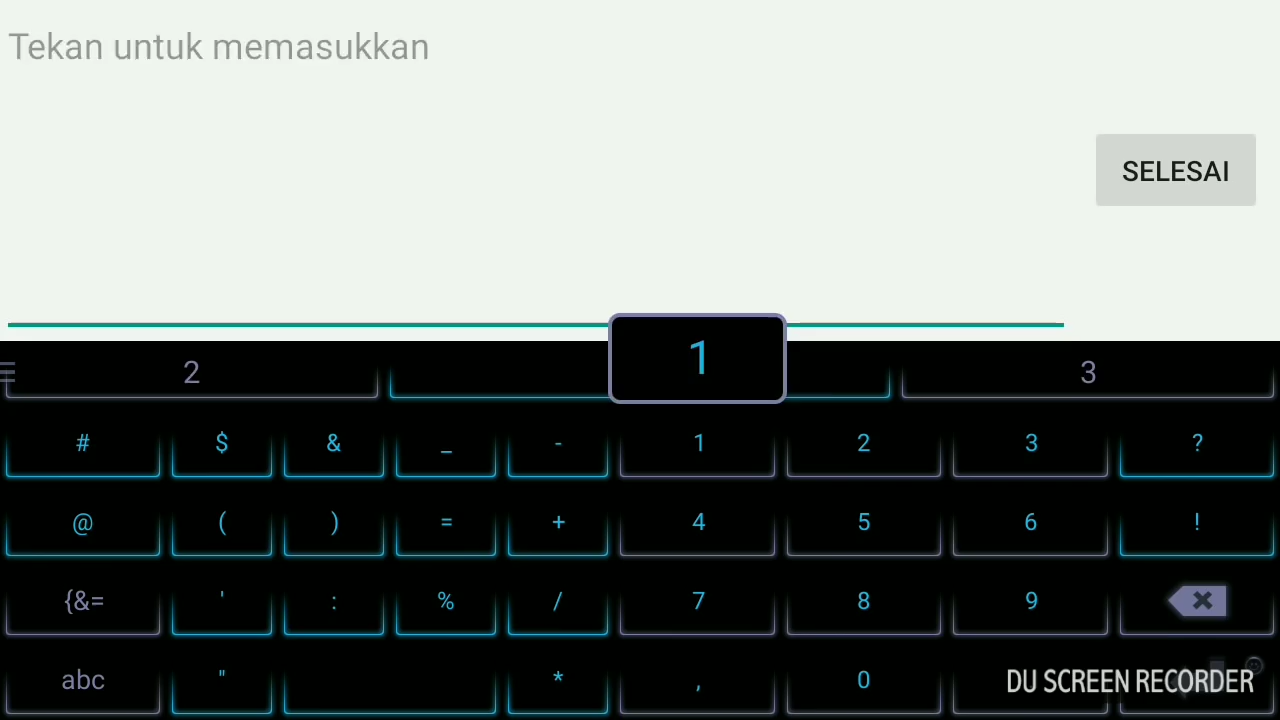 Tekan untuk memasukkan
SELESAI
1
2 3
# $ & _ - 1 2 3 ?
@ ( ) = + 4 5 6 !
{&= ' : % / 7 8 9
abc " * , 0
DU SCREEN RECORDER